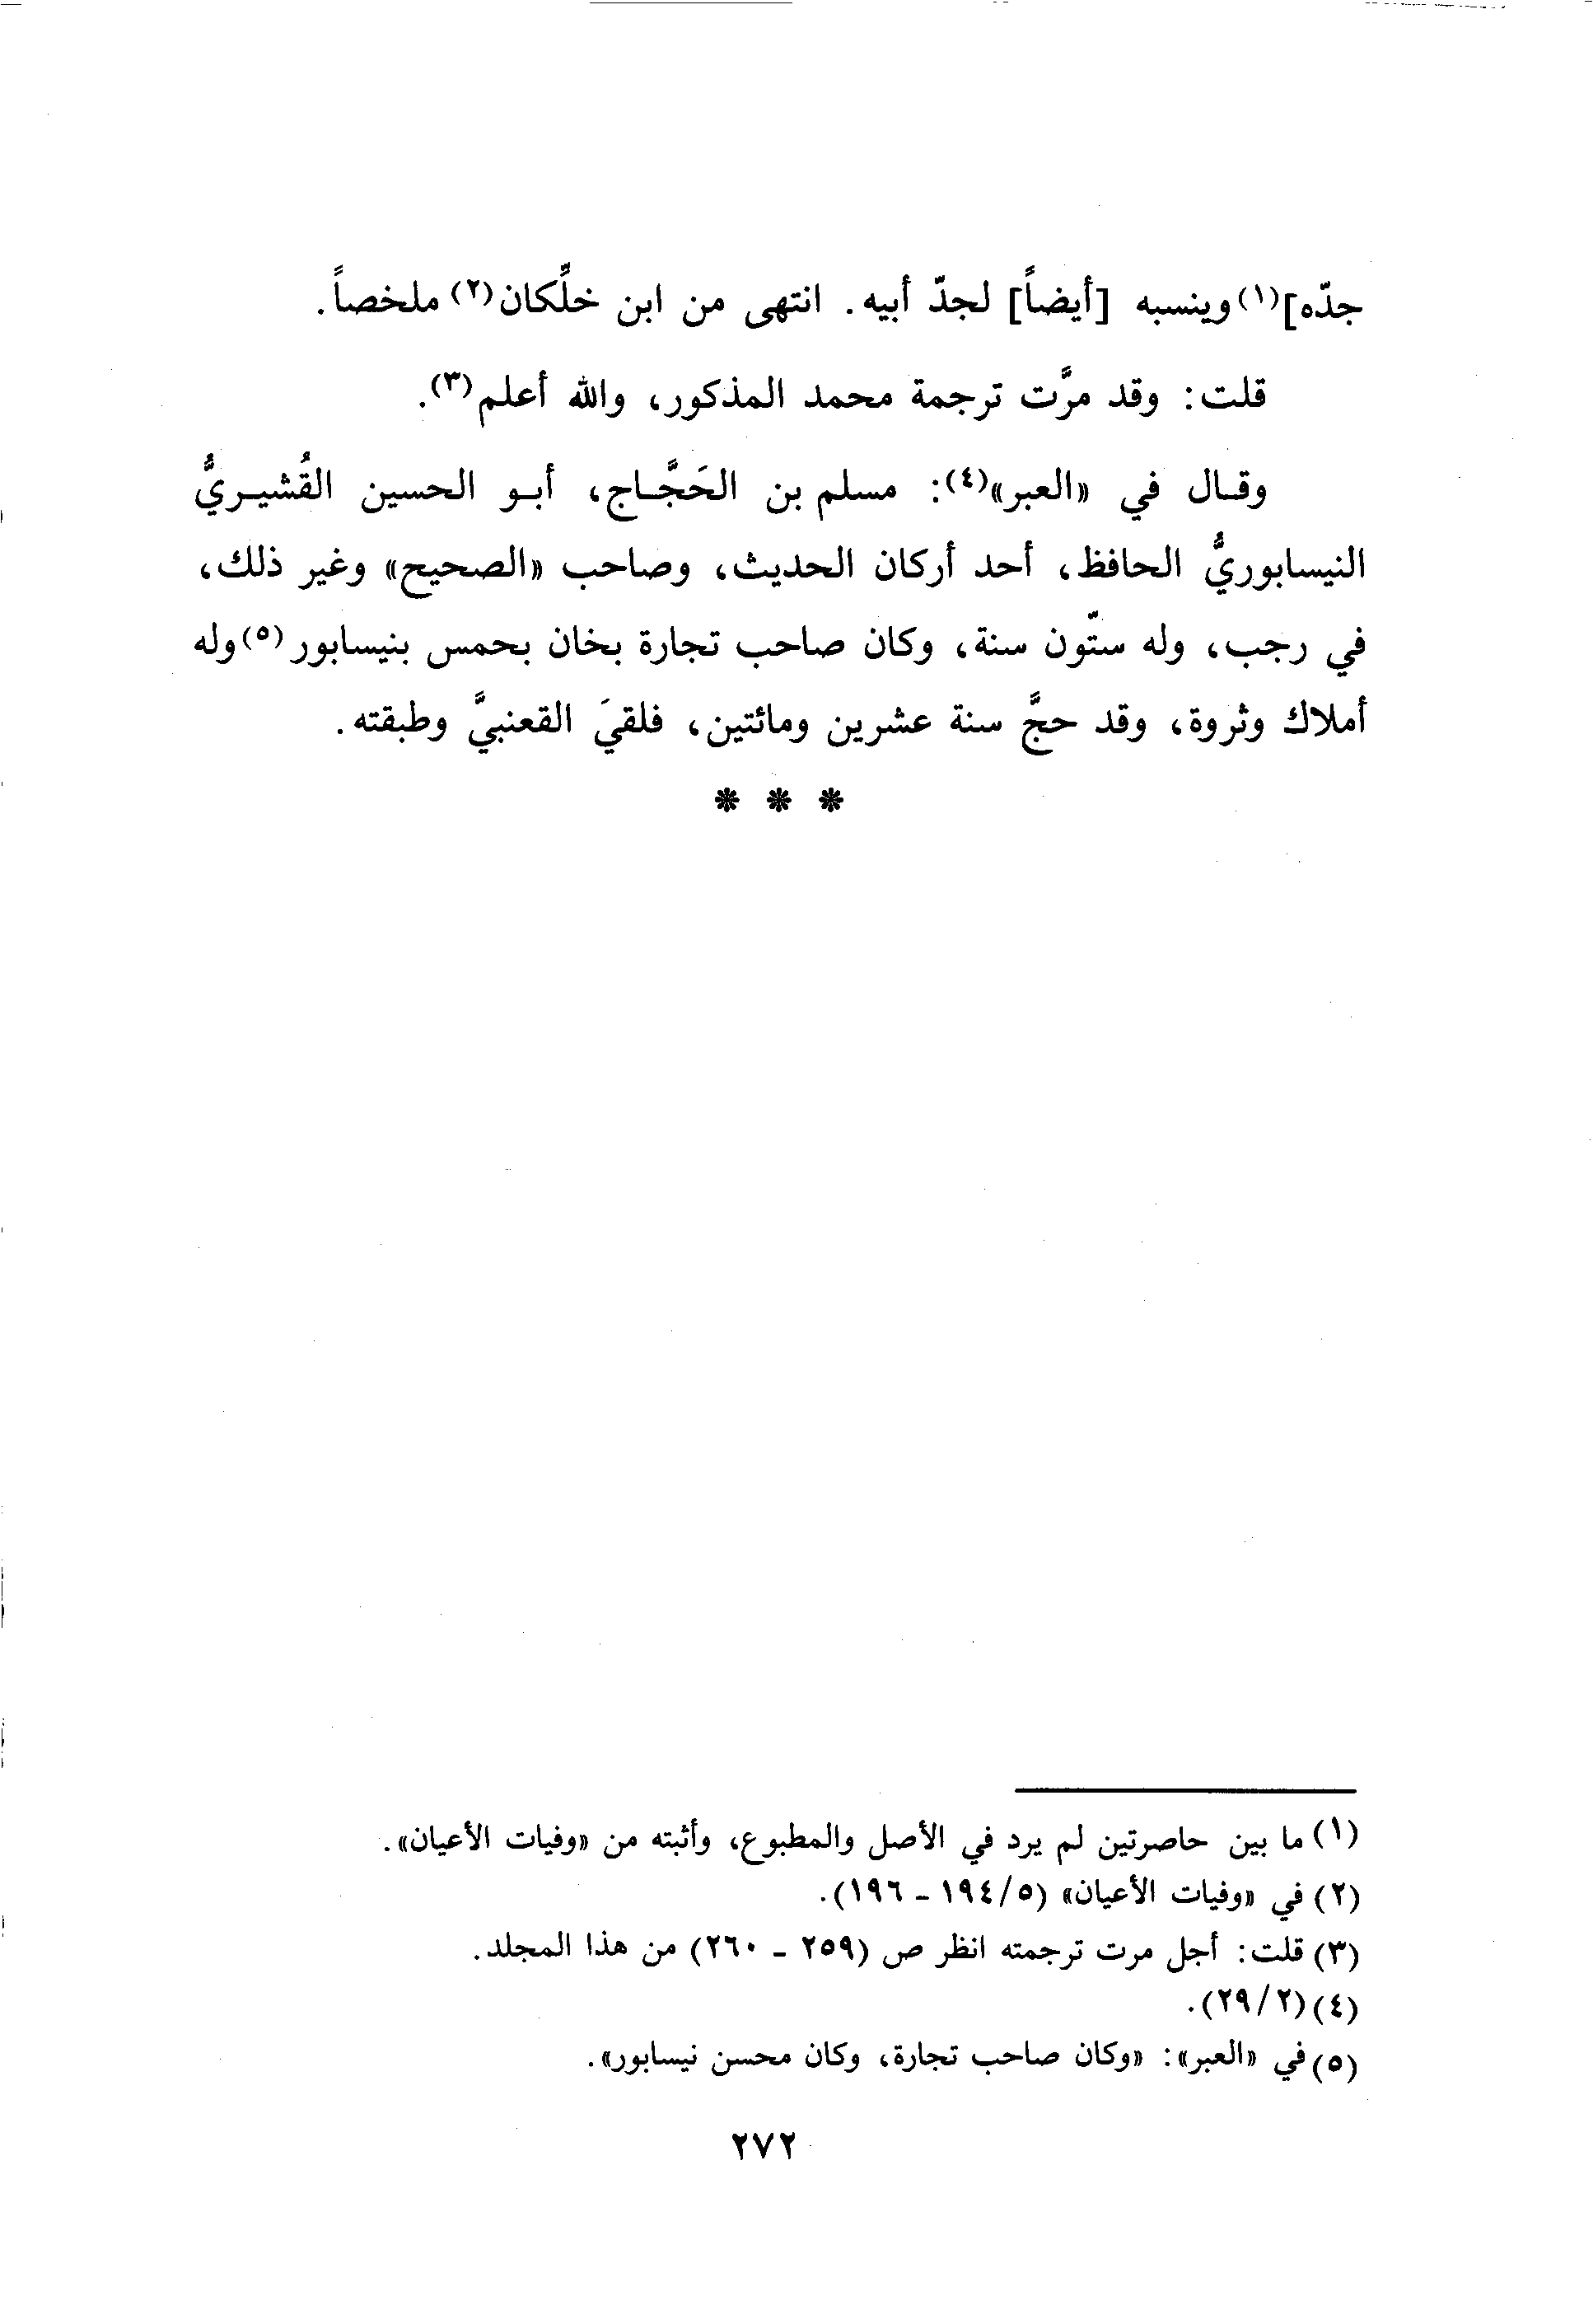 جدّه](١) وينسبه [أيضاً] لجدّ أبيه. انتهى من ابن خلِّكان(٢) ملخصاً.
قلت: وقد مرَّت ترجمة محمد المذكور، والله أعلم(٣).
وقال في «العبر»(٤): مسلم بن الحَجَّاج، أبو الحسين القُشيريُّ
النيسابوريُّ الحافظ، أحد أركان الحديث، وصاحب «الصحيح» وغير ذلك،
في رجب، وله ستّون سنة، وكان صاحب تجارة بخان بحمس بنيسابور(٥) وله
أملاك وثروة، وقد حجَّ سنة عشرين ومائتين، فلقيَ القعنبيَّ وطبقته.
* * *
(١) ما بين حاصرتين لم يرد في الأصل والمطبوع، وأثبته من «وفيات الأعيان».
(٢) في «وفيات الأعيان» (٥/ ١٩٤ - ١٩٦).
(٣) قلت: أجل مرت ترجمته انظر ص (٢٥٩ - ٢٦٠) من هذا المجلد.
(٤) (٢/ ٢٩).
(٥) في «العبر»: «وكان صاحب تجارة، وكان محسن نيسابور».
٢٧٢